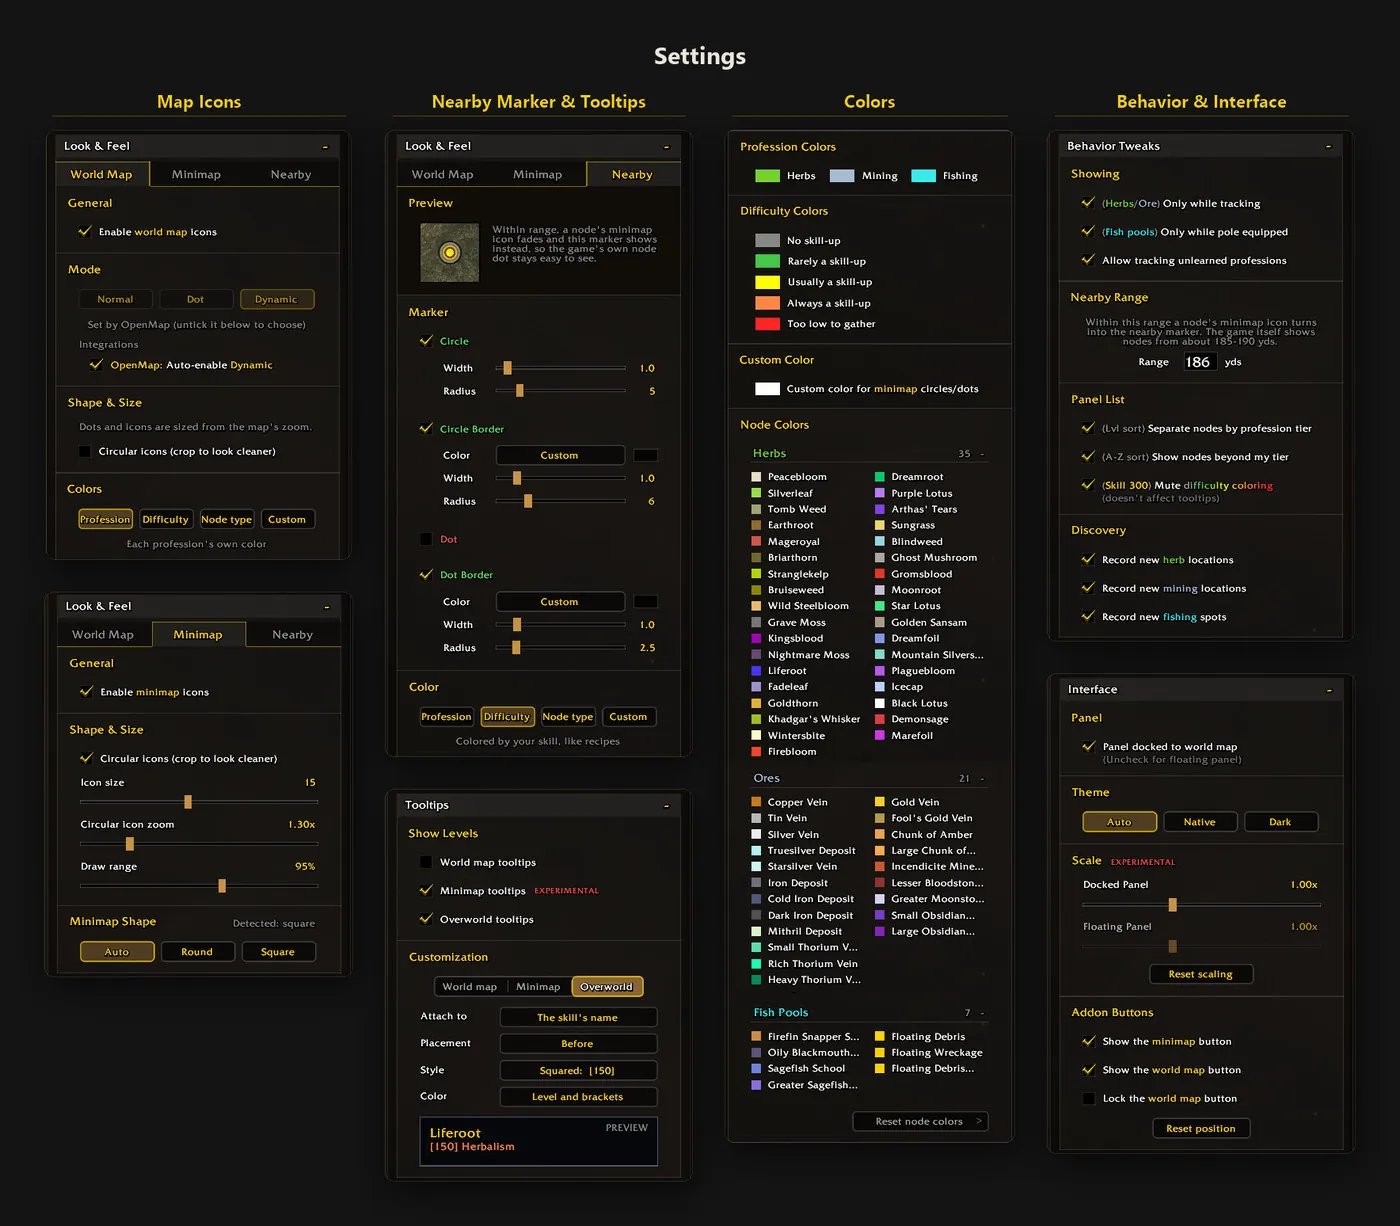 Settings
Map Icons
Look & Feel
-
World Map Minimap Nearby
General
Enable world map icons
Mode
Normal Dot Dynamic
Set by OpenMap (untick it below to choose)
Integrations
OpenMap: Auto-enable Dynamic
Shape & Size
Dots and Icons are sized from the map's zoom.
Circular icons (crop to look cleaner)
Colors
Profession Difficulty Node type Custom
Each profession's own color
Look & Feel
-
World Map Minimap Nearby
General
Enable minimap icons
Shape & Size
Circular icons (crop to look cleaner)
Icon size 15
Circular icon zoom 1.30x
Draw range 95%
Minimap Shape Detected: square
Auto Round Square
Nearby Marker & Tooltips
Look & Feel
-
World Map Minimap Nearby
Preview
Within range, a node's minimap
icon fades and this marker shows
instead, so the game's own node
dot stays easy to see.
Marker
Circle
Width 1.0
Radius 5
Circle Border
Color Custom
Width 1.0
Radius 6
Dot
Dot Border
Color Custom
Width 1.0
Radius 2.5
Color
Profession Difficulty Node type Custom
Colored by your skill, like recipes
Tooltips
-
Show Levels
World map tooltips
Minimap tooltips EXPERIMENTAL
Overworld tooltips
Customization
World map Minimap Overworld
Attach to The skill's name
Placement Before
Style Squared: [150]
Color Level and brackets
Liferoot PREVIEW
[150] Herbalism
Colors
Profession Colors
Herbs Mining Fishing
Difficulty Colors
No skill-up
Rarely a skill-up
Usually a skill-up
Always a skill-up
Too low to gather
Custom Color
Custom color for minimap circles/dots
Node Colors
Herbs 35 -
Peacebloom Dreamroot
Silverleaf Purple Lotus
Tomb Weed Arthas' Tears
Earthroot Sungrass
Mageroyal Blindweed
Briarthorn Ghost Mushroom
Stranglekelp Gromsblood
Bruiseweed Moonroot
Wild Steelbloom Star Lotus
Grave Moss Golden Sansam
Kingsblood Dreamfoil
Nightmare Moss Mountain Silvers...
Liferoot Plaguebloom
Fadeleaf Icecap
Goldthorn Black Lotus
Khadgar's Whisker Demonsage
Wintersbite Marefoil
Firebloom
Ores 21 -
Copper Vein Gold Vein
Tin Vein Fool's Gold Vein
Silver Vein Chunk of Amber
Truesilver Deposit Large Chunk of...
Starsilver Vein Incendicite Mine...
Iron Deposit Lesser Bloodston...
Cold Iron Deposit Greater Moonsto...
Dark Iron Deposit Small Obsidian...
Mithril Deposit Large Obsidian...
Small Thorium V...
Rich Thorium Vein
Heavy Thorium V...
Fish Pools 7 -
Firefin Snapper S... Floating Debris
Oily Blackmouth... Floating Wreckage
Sagefish School Floating Debris...
Greater Sagefish...
Reset node colors >
Behavior & Interface
Behavior Tweaks
-
Showing
(Herbs/Ore) Only while tracking
(Fish pools) Only while pole equipped
Allow tracking unlearned professions
Nearby Range
Within this range a node's minimap icon turns
into the nearby marker. The game itself shows
nodes from about 185-190 yds.
Range 186 yds
Panel List
(Lvl sort) Separate nodes by profession tier
(A-Z sort) Show nodes beyond my tier
(Skill 300) Mute difficulty coloring
(doesn't affect tooltips)
Discovery
Record new herb locations
Record new mining locations
Record new fishing spots
Interface
-
Panel
Panel docked to world map
(Uncheck for floating panel)
Theme
Auto Native Dark
Scale EXPERIMENTAL
Docked Panel 1.00x
Floating Panel 1.00x
Reset scaling
Addon Buttons
Show the minimap button
Show the world map button
Lock the world map button
Reset position